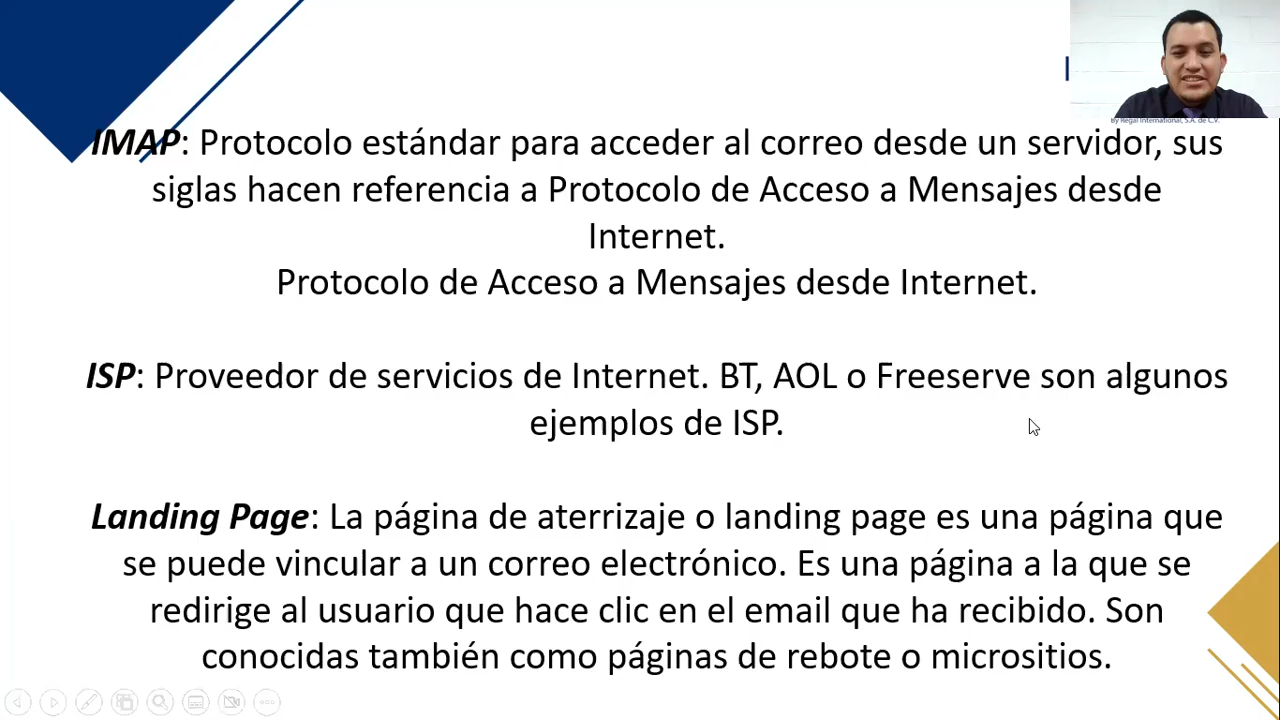 By Regal International, S.A. de C.V.
IMAP: Protocolo estándar para acceder al correo desde un servidor, sus
siglas hacen referencia a Protocolo de Acceso a Mensajes desde
Internet.
Protocolo de Acceso a Mensajes desde Internet.
ISP: Proveedor de servicios de Internet. BT, AOL o Freeserve son algunos
ejemplos de ISP.
Landing Page: La página de aterrizaje o landing page es una página que
se puede vincular a un correo electrónico. Es una página a la que se
redirige al usuario que hace clic en el email que ha recibido. Son
conocidas también como páginas de rebote o micrositios.